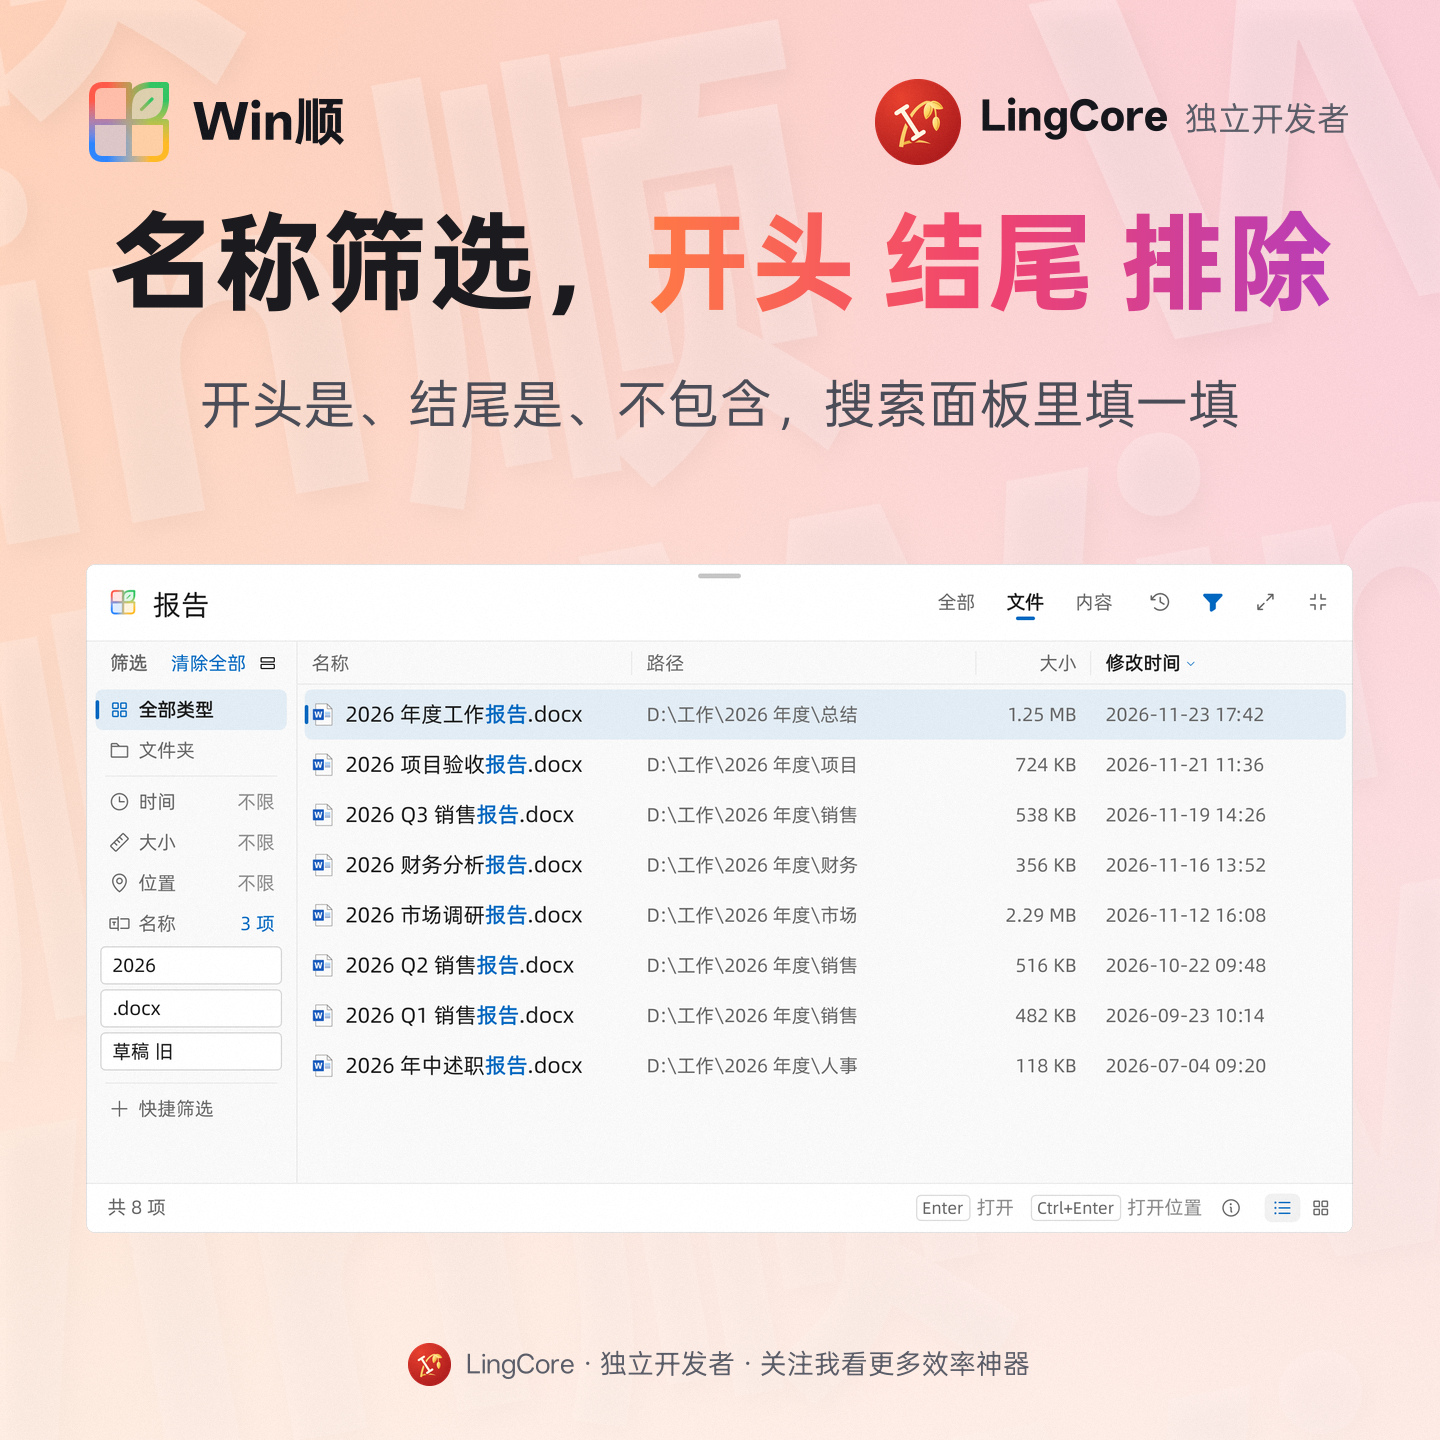 Win顺
LingCore 独立开发者
名称筛选，开头 结尾 排除
开头是、结尾是、不包含，搜索面板里填一填
报告
全部 文件 内容
筛选 清除全部
名称 路径 大小 修改时间
全部类型
文件夹
时间 不限
大小 不限
位置 不限
名称 3 项
2026
.docx
草稿 旧
快捷筛选
2026 年度工作报告.docx D:\工作\2026 年度\总结 1.25 MB 2026-11-23 17:42
2026 项目验收报告.docx D:\工作\2026 年度\项目 724 KB 2026-11-21 11:36
2026 Q3 销售报告.docx D:\工作\2026 年度\销售 538 KB 2026-11-19 14:26
2026 财务分析报告.docx D:\工作\2026 年度\财务 356 KB 2026-11-16 13:52
2026 市场调研报告.docx D:\工作\2026 年度\市场 2.29 MB 2026-11-12 16:08
2026 Q2 销售报告.docx D:\工作\2026 年度\销售 516 KB 2026-10-22 09:48
2026 Q1 销售报告.docx D:\工作\2026 年度\销售 482 KB 2026-09-23 10:14
2026 年中述职报告.docx D:\工作\2026 年度\人事 118 KB 2026-07-04 09:20
共 8 项
Enter 打开 Ctrl+Enter 打开位置
LingCore · 独立开发者 · 关注我看更多效率神器